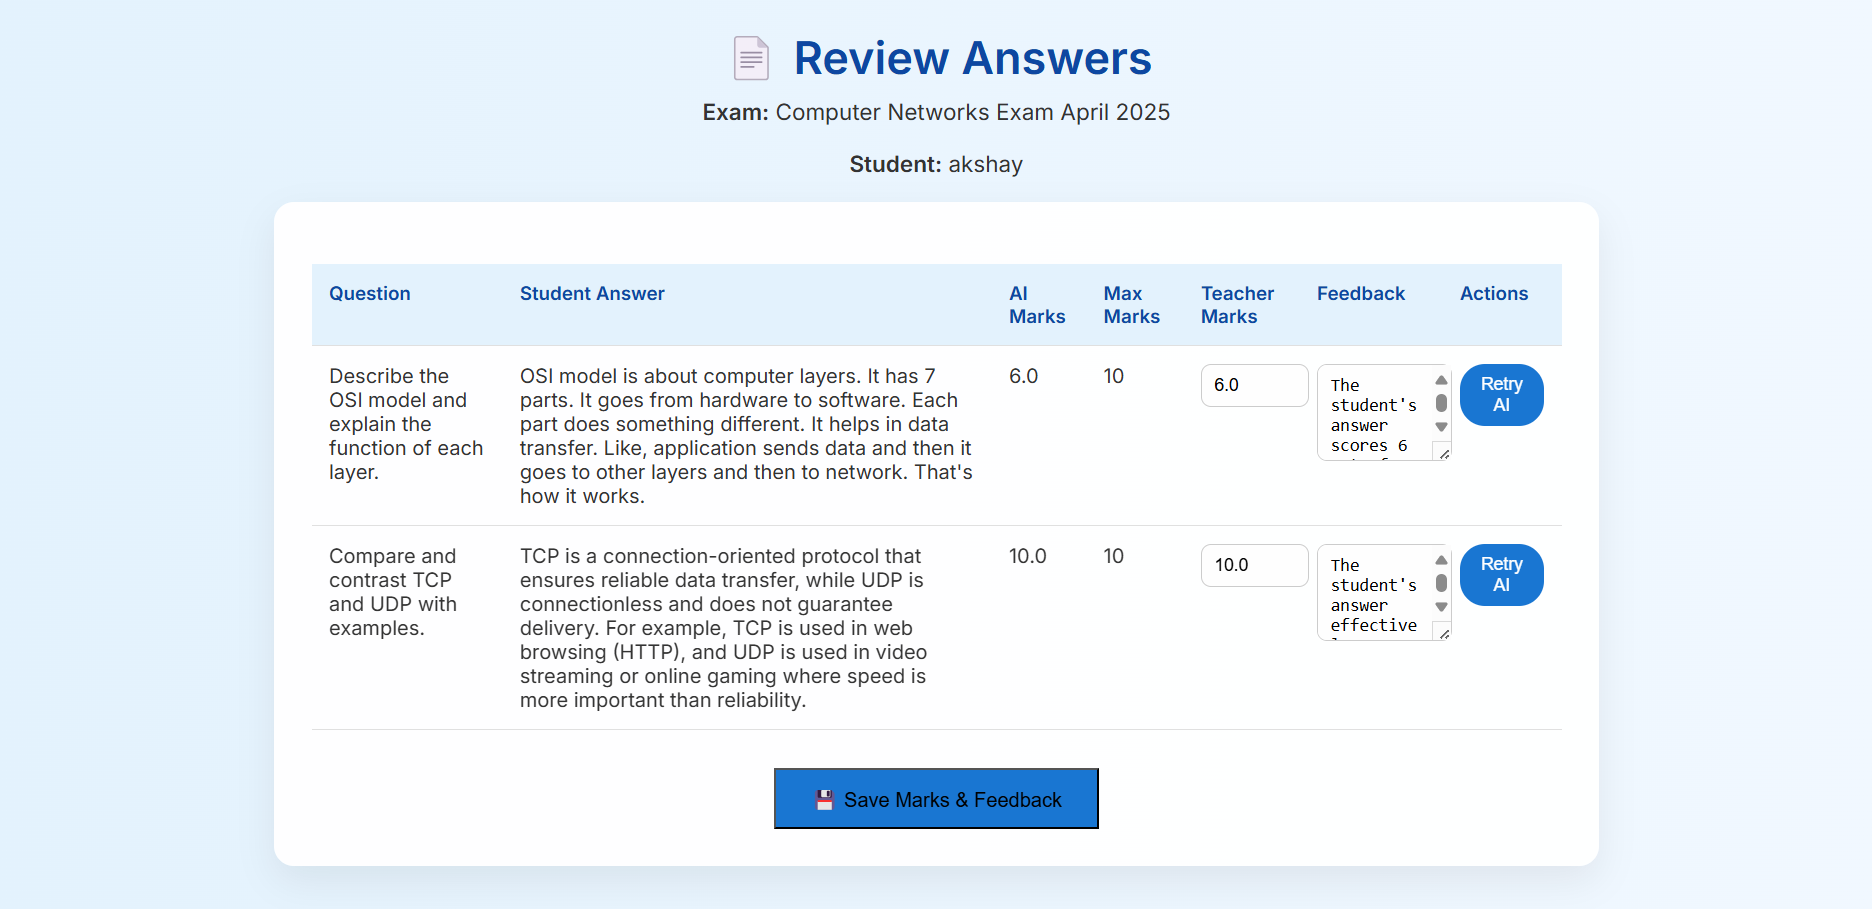 Review Answers
Exam: Computer Networks Exam April 2025
Student: akshay
Question
Student Answer
AI
Marks
Max
Marks
Teacher
Marks
Feedback
Actions
Describe the
OSI model and
explain the
function of each
layer.
OSI model is about computer layers. It has 7
parts. It goes from hardware to software. Each
part does something different. It helps in data
transfer. Like, application sends data and then it
goes to other layers and then to network. That's
how it works.
6.0
10
6.0
The
student's
answer
scores 6
Retry
AI
Compare and
contrast TCP
and UDP with
examples.
TCP is a connection-oriented protocol that
ensures reliable data transfer, while UDP is
connectionless and does not guarantee
delivery. For example, TCP is used in web
browsing (HTTP), and UDP is used in video
streaming or online gaming where speed is
more important than reliability.
10.0
10
10.0
The
student's
answer
effective
Retry
AI
Save Marks & Feedback